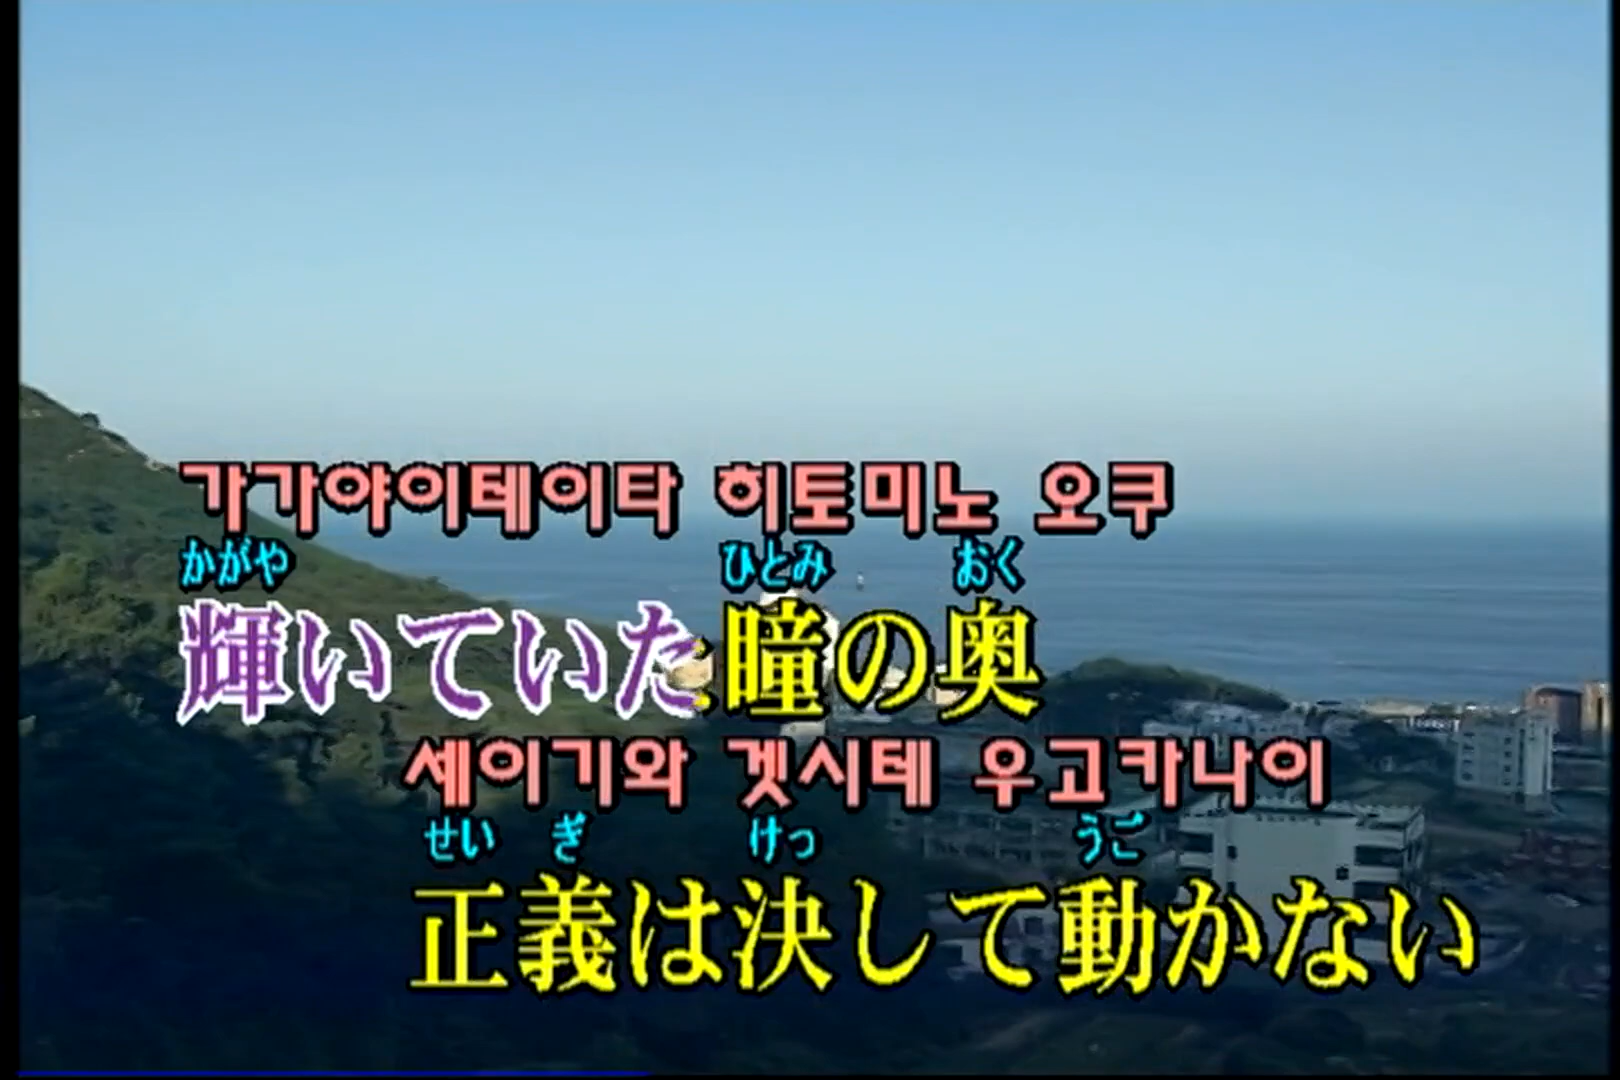 가가야이테이타 히토미노 오쿠
かがや ひとみ おく
輝いていた瞳の奥
세이기와 겟시테 우고카나이
せい ぎ けっ うご
正義は決して動かない